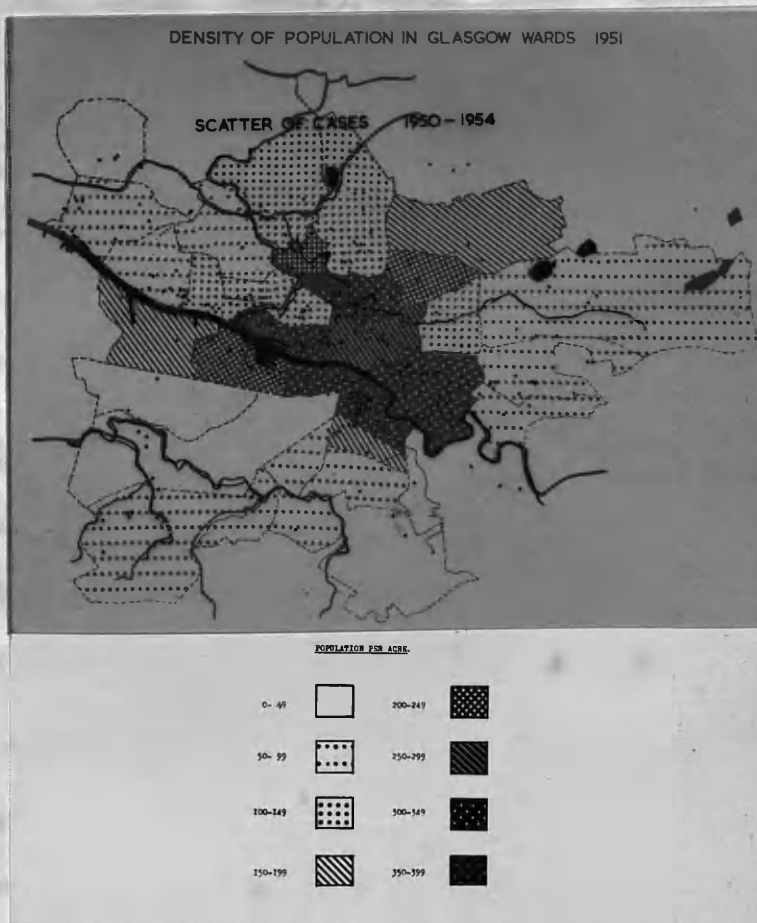 DENSITY OF POPULATION IN GLASGOW WARDS 1951
SCATTER OF CASES 1950-1954
POPULATION PER ACRE.
0- 49
200-249
50- 99
250-299
100-149
300-349
150-199
350-399